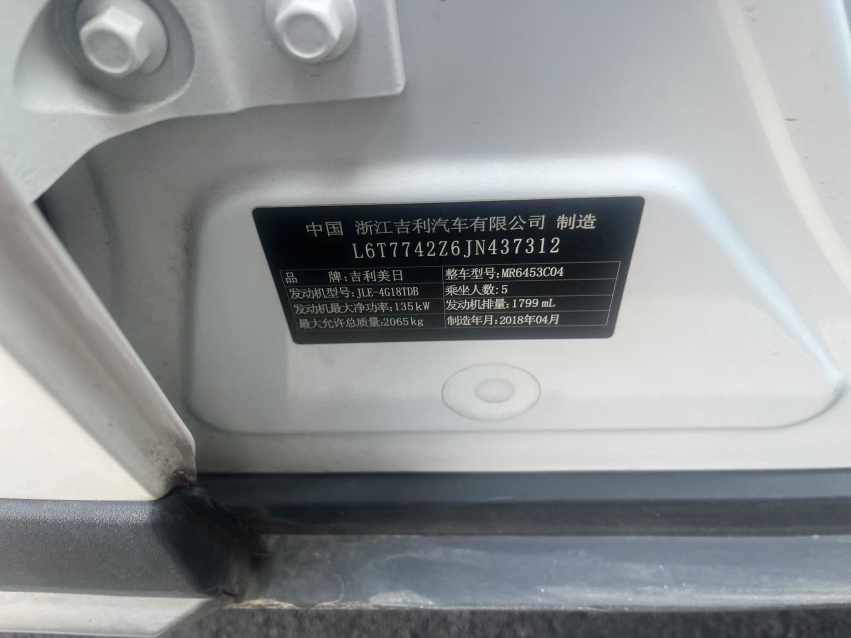 中国 浙江吉利汽车有限公司 制造
L6T7742Z6JN437312
品 牌:吉利美日 整车型号:MR6453C04
发动机型号:JLE-4G18TDB 乘坐人数:5
发动机最大净功率:135kW 发动机排量:1799mL
最大允许总质量:2065kg 制造年月:2018年04月